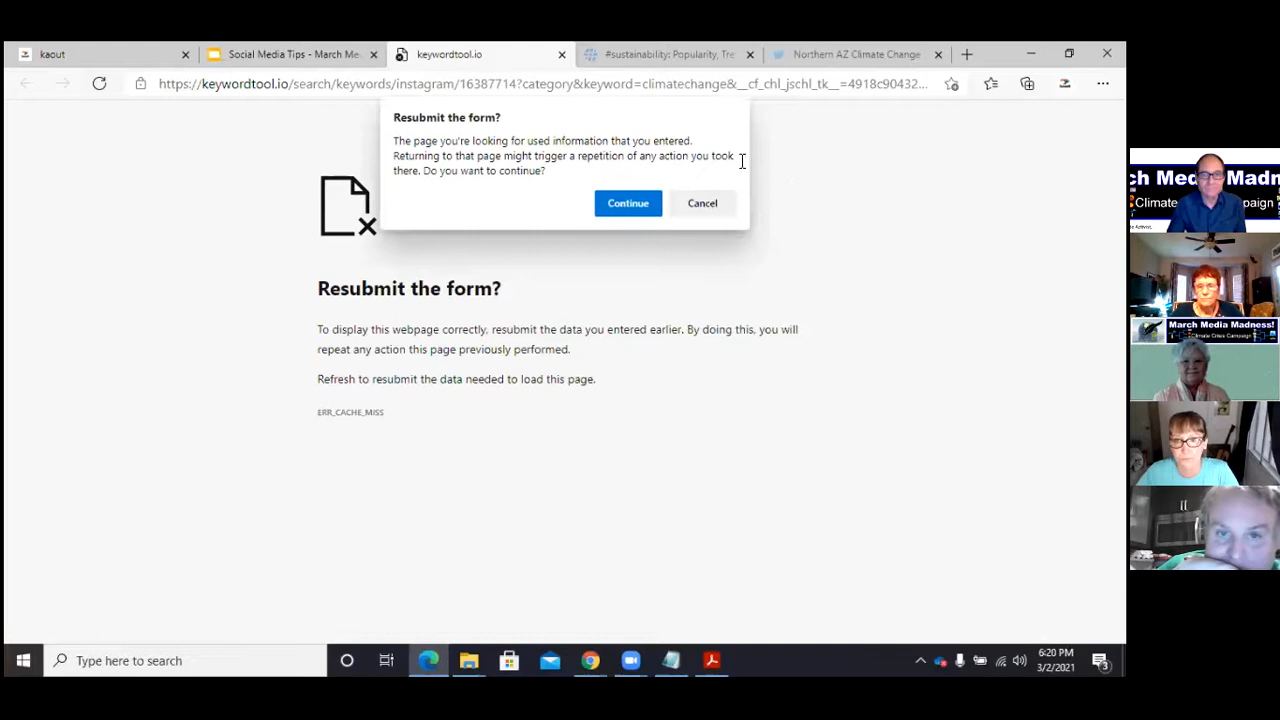 kaout
Social Media Tips - March Me
keywordtool.io
#sustainability: Popularity, Tre
Northern AZ Climate Change
https://keywordtool.io/search/keywords/instagram/16387714?category&keyword=climatechange&__cf_chl_jschl_tk__=4918c90432...
Resubmit the form?
The page you're looking for used information that you entered.
Returning to that page might trigger a repetition of any action you took
there. Do you want to continue?
Continue
Cancel
Resubmit the form?
To display this webpage correctly, resubmit the data you entered earlier. By doing this, you will
repeat any action this page previously performed.
Refresh to resubmit the data needed to load this page.
ERR_CACHE_MISS
arch Media Madn
Climate C
Campaign
March Media Madness!
Climate Crisis Campaign
Type here to search
6:20 PM
3/2/2021
3